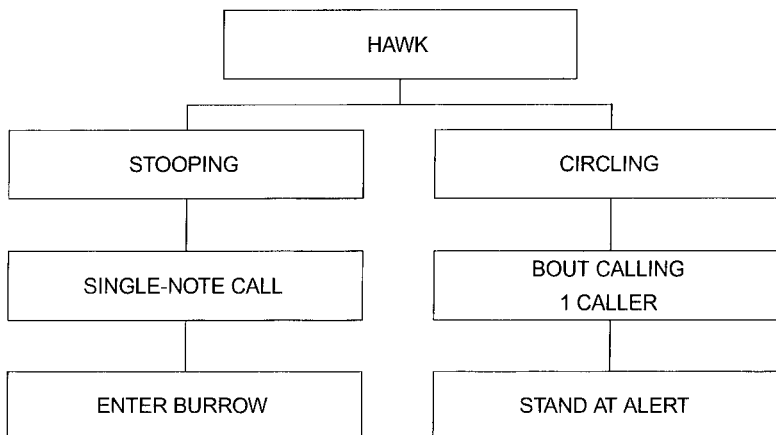 HAWK
STOOPING
CIRCLING
SINGLE-NOTE CALL
BOUT CALLING
1 CALLER
ENTER BURROW
STAND AT ALERT